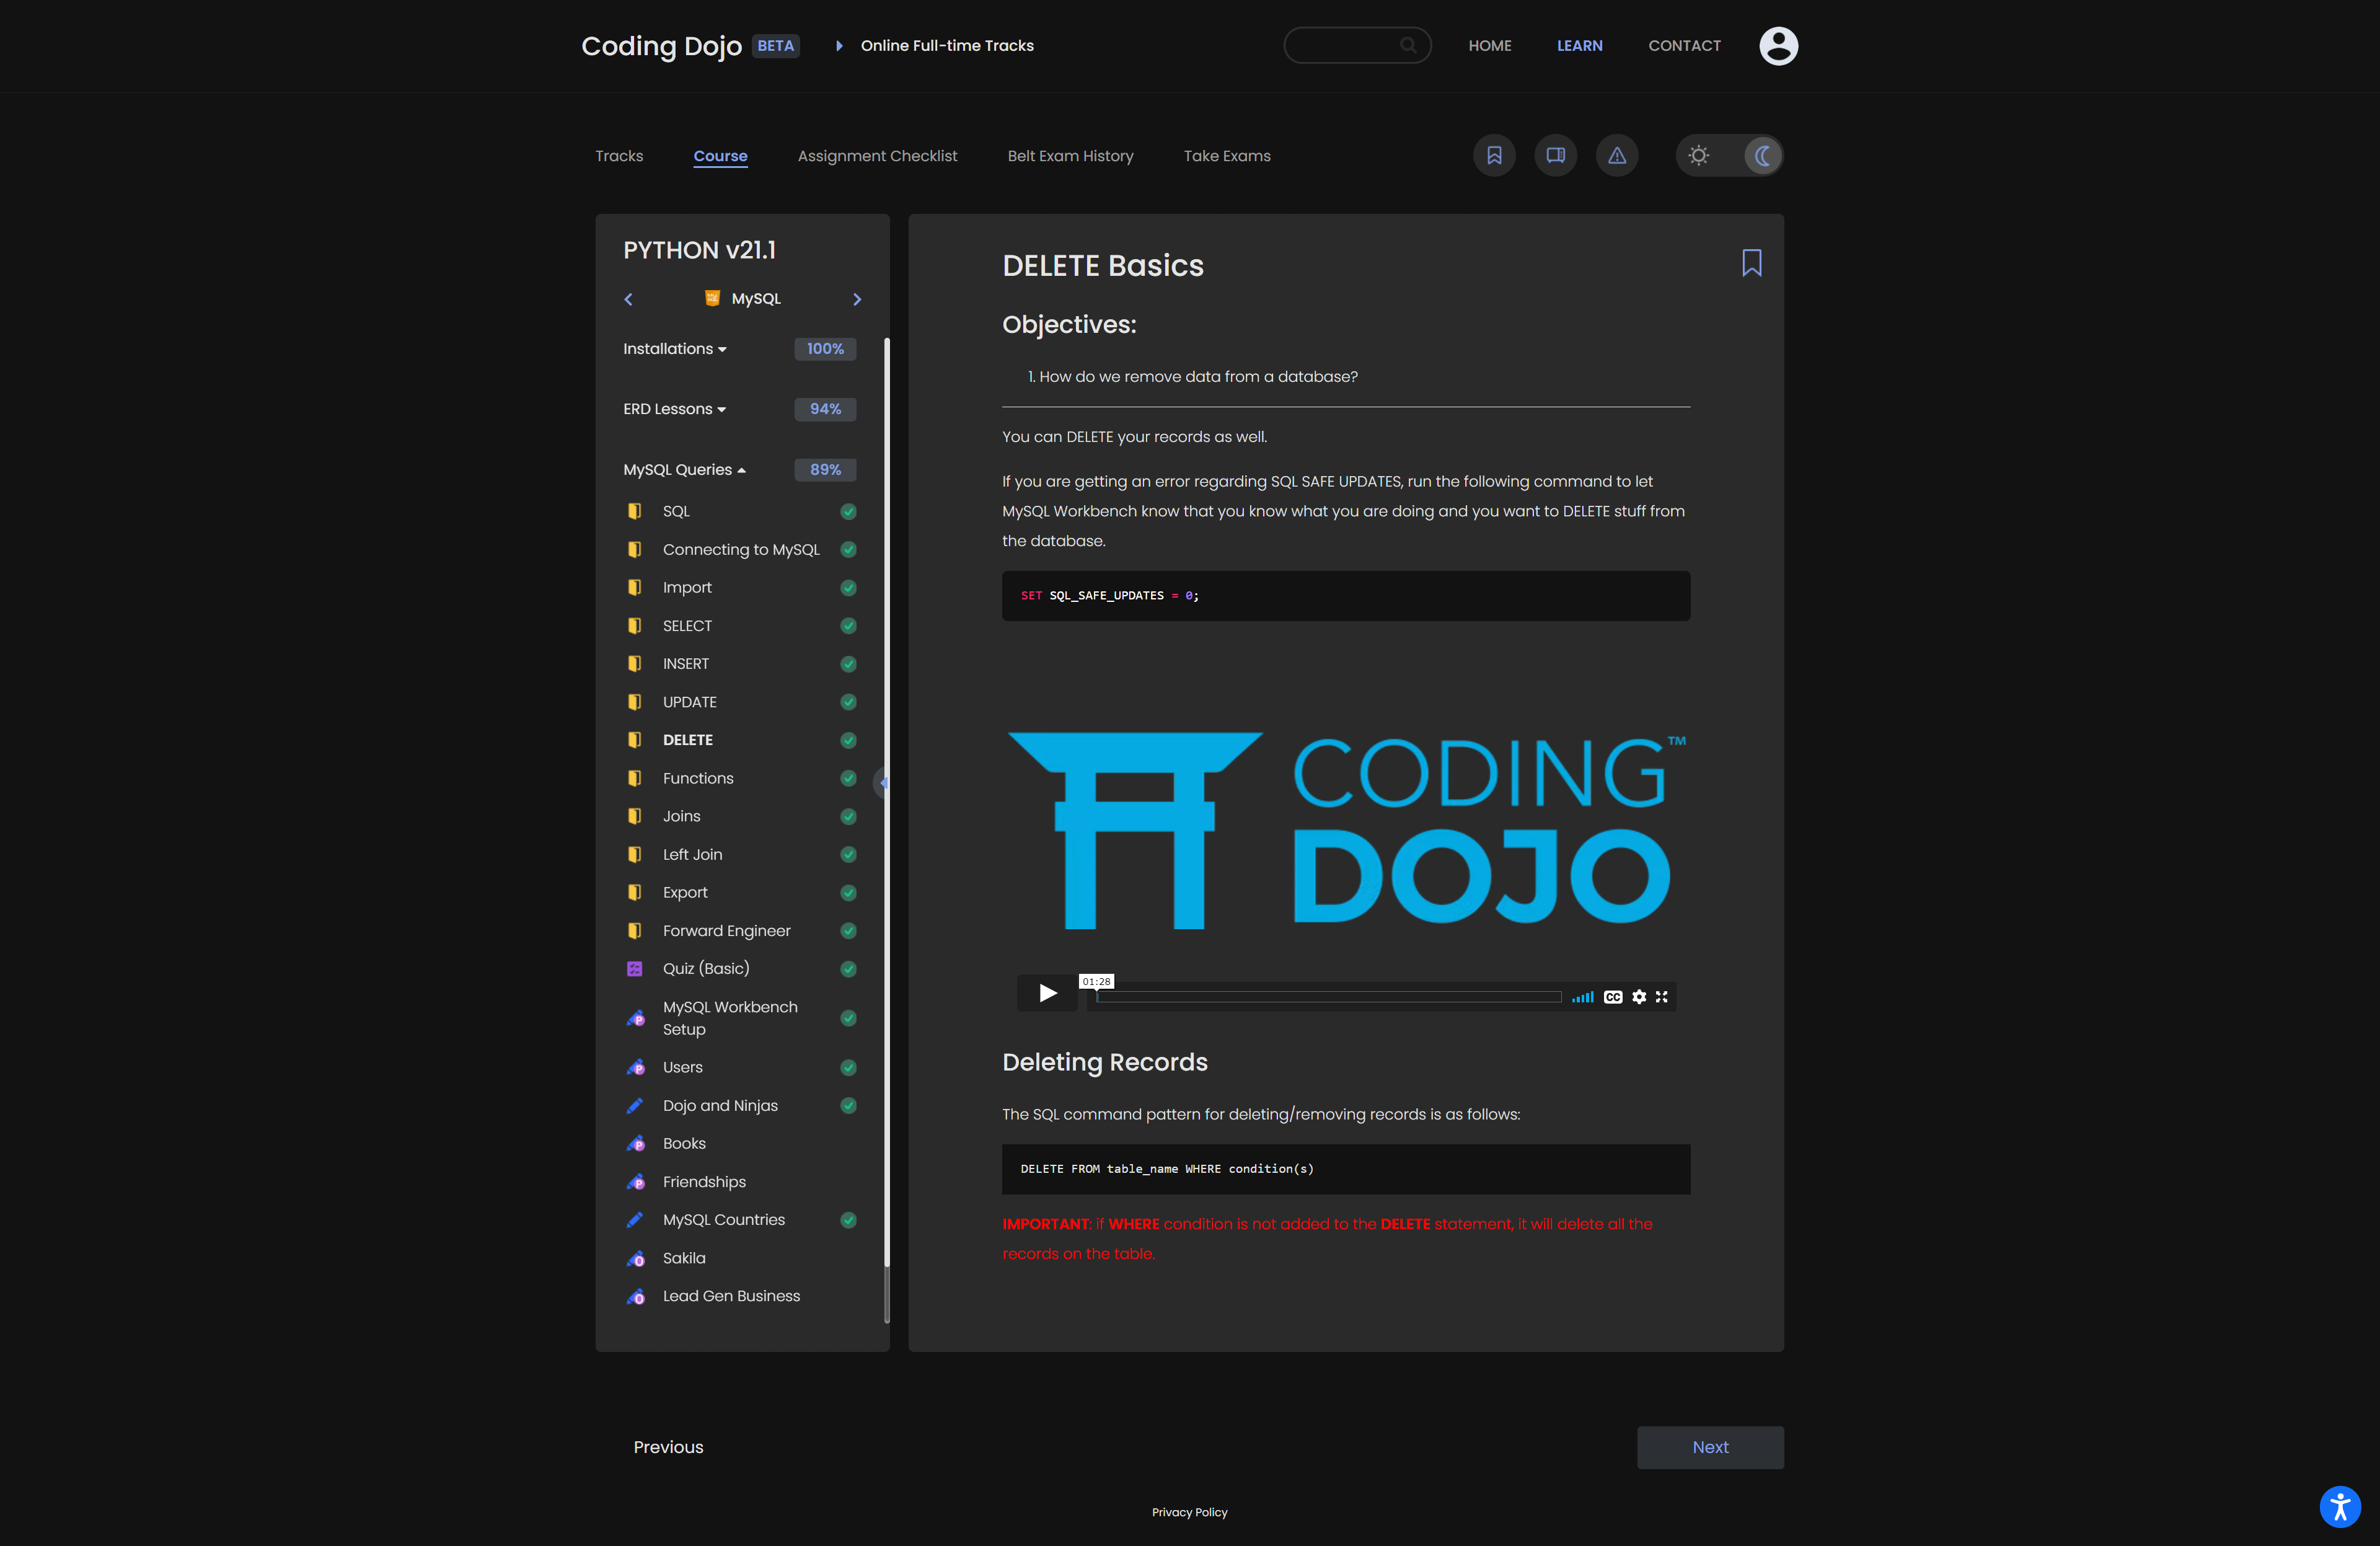 Coding Dojo BETA
Online Full-time Tracks
HOME
LEARN
CONTACT
Tracks
Course
Assignment Checklist
Belt Exam History
Take Exams
PYTHON v21.1
MySQL
Installations
100%
ERD Lessons
94%
MySQL Queries
89%
SQL
Connecting to MySQL
Import
SELECT
INSERT
UPDATE
DELETE
Functions
Joins
Left Join
Export
Forward Engineer
Quiz (Basic)
MySQL Workbench
Setup
Users
Dojo and Ninjas
Books
Friendships
MySQL Countries
Sakila
Lead Gen Business
DELETE Basics
Objectives:
1. How do we remove data from a database?
You can DELETE your records as well.
If you are getting an error regarding SQL SAFE UPDATES, run the following command to let
MySQL Workbench know that you know what you are doing and you want to DELETE stuff from
the database.
SET SQL_SAFE_UPDATES = 0;
CODING™
DOJO
01:28
CC
Deleting Records
The SQL command pattern for deleting/removing records is as follows:
DELETE FROM table_name WHERE condition(s)
IMPORTANT: if WHERE condition is not added to the DELETE statement, it will delete all the
records on the table.
Previous
Next
Privacy Policy